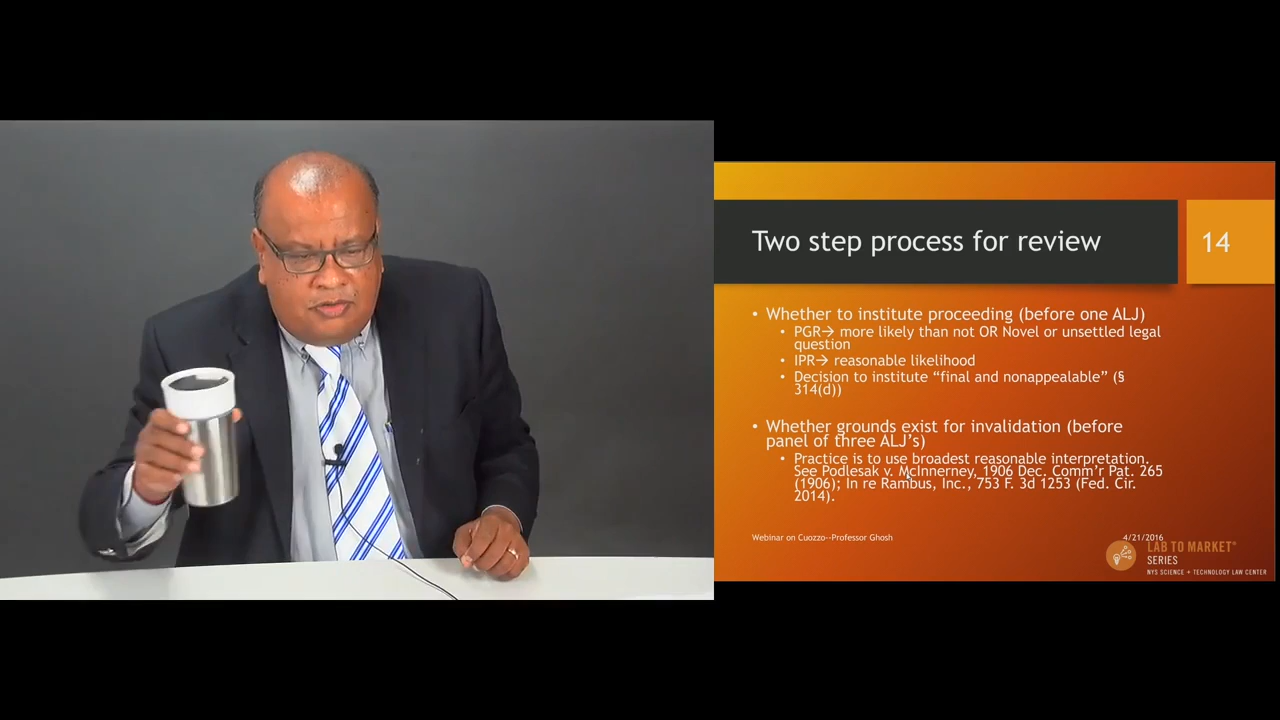 Two step process for review
14
• Whether to institute proceeding (before one ALJ)
• PGR→ more likely than not OR Novel or unsettled legal
question
• IPR→ reasonable likelihood
• Decision to institute “final and nonappealable” (§
314(d))
• Whether grounds exist for invalidation (before
panel of three ALJ’s)
• Practice is to use broadest reasonable interpretation.
See Podlesak v. McInnerney, 1906 Dec. Comm’r Pat. 265
(1906); In re Rambus, Inc., 753 F. 3d 1253 (Fed. Cir.
2014).
Webinar on Cuozzo--Professor Ghosh
4/21/2016
LAB TO MARKET®
SERIES
NYS SCIENCE + TECHNOLOGY LAW CENTER